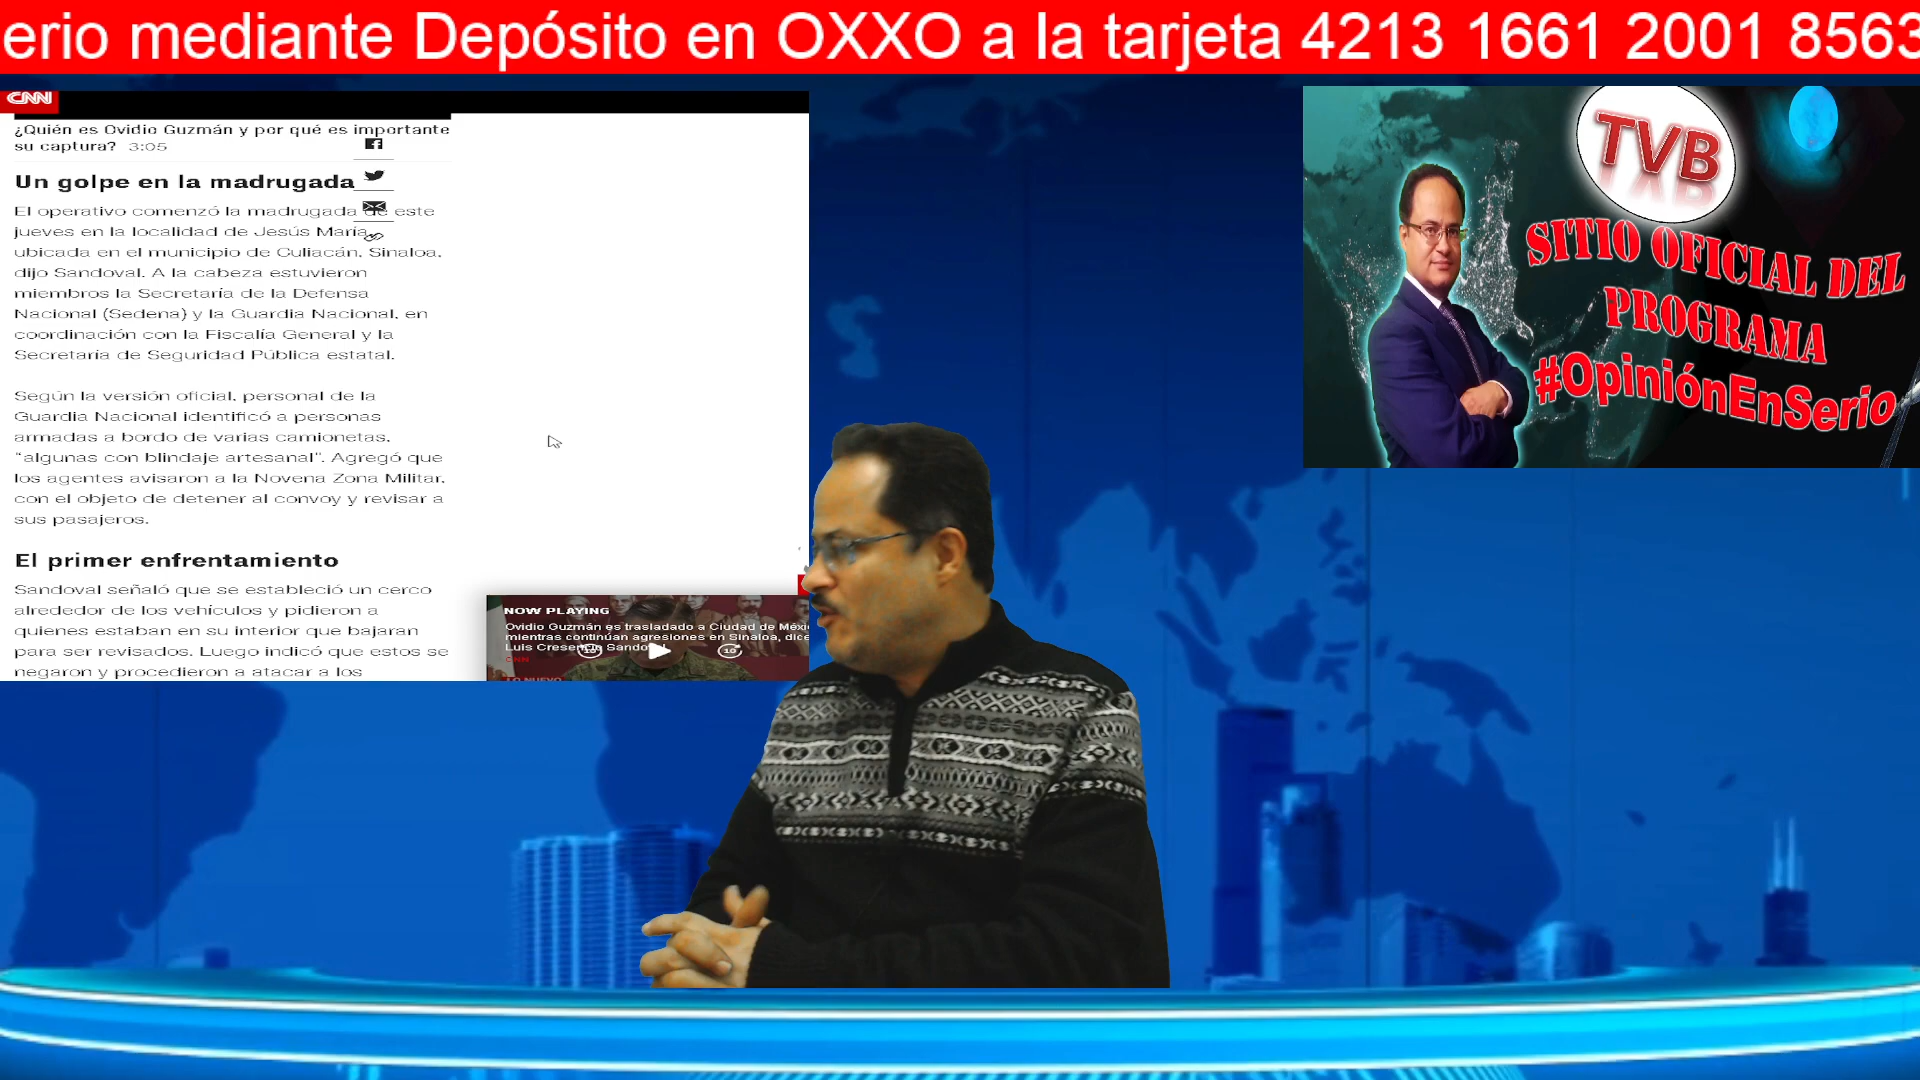 erio mediante Depósito en OXXO a la tarjeta 4213 1661 2001 8563
CNN
¿Quién es Ovidio Guzmán y por qué es importante
su captura? 3:05
Un golpe en la madrugada
El operativo comenzó la madrugada de este
jueves en la localidad de Jesús María,
ubicada en el municipio de Culiacán, Sinaloa,
dijo Sandoval. A la cabeza estuvieron
miembros la Secretaría de la Defensa
Nacional (Sedena) y la Guardia Nacional, en
coordinación con la Fiscalía General y la
Secretaría de Seguridad Pública estatal.
Según la versión oficial, personal de la
Guardia Nacional identificó a personas
armadas a bordo de varias camionetas,
“algunas con blindaje artesanal”. Agregó que
los agentes avisaron a la Novena Zona Militar,
con el objeto de detener al convoy y revisar a
sus pasajeros.
El primer enfrentamiento
Sandoval señaló que se estableció un cerco
alrededor de los vehículos y pidieron a
quienes estaban en su interior que bajaran
para ser revisados. Luego indicó que estos se
negaron y procedieron a atacar a los
NOW PLAYING
Ovidio Guzmán es trasladado a Ciudad de Méxi
mientras continúan agresiones en Sinaloa, dice
Luis Cresencio Sandoval
CNN
LO NUEVO
10
10
TVB
SITIO OFICIAL DEL
PROGRAMA
#OpiniónEnSerio